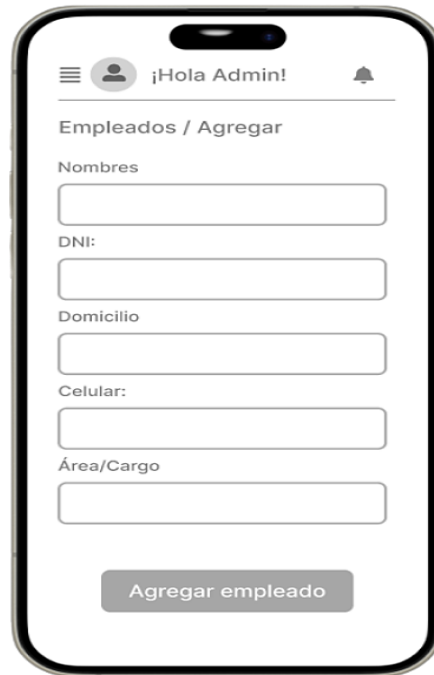 ¡Hola Admin!
Empleados / Agregar
Nombres
DNI:
Domicilio
Celular:
Área/Cargo
Agregar empleado